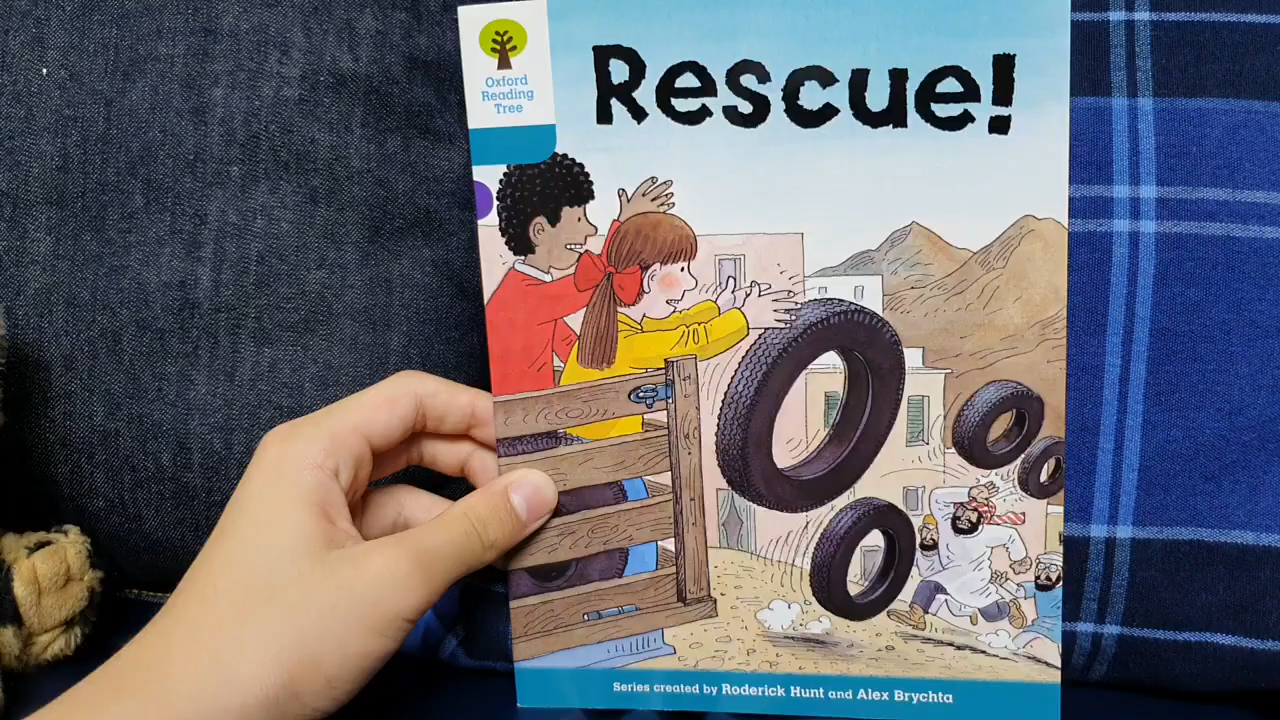 Oxford
Reading
Tree
Rescue!
Series created by Roderick Hunt and Alex Brychta